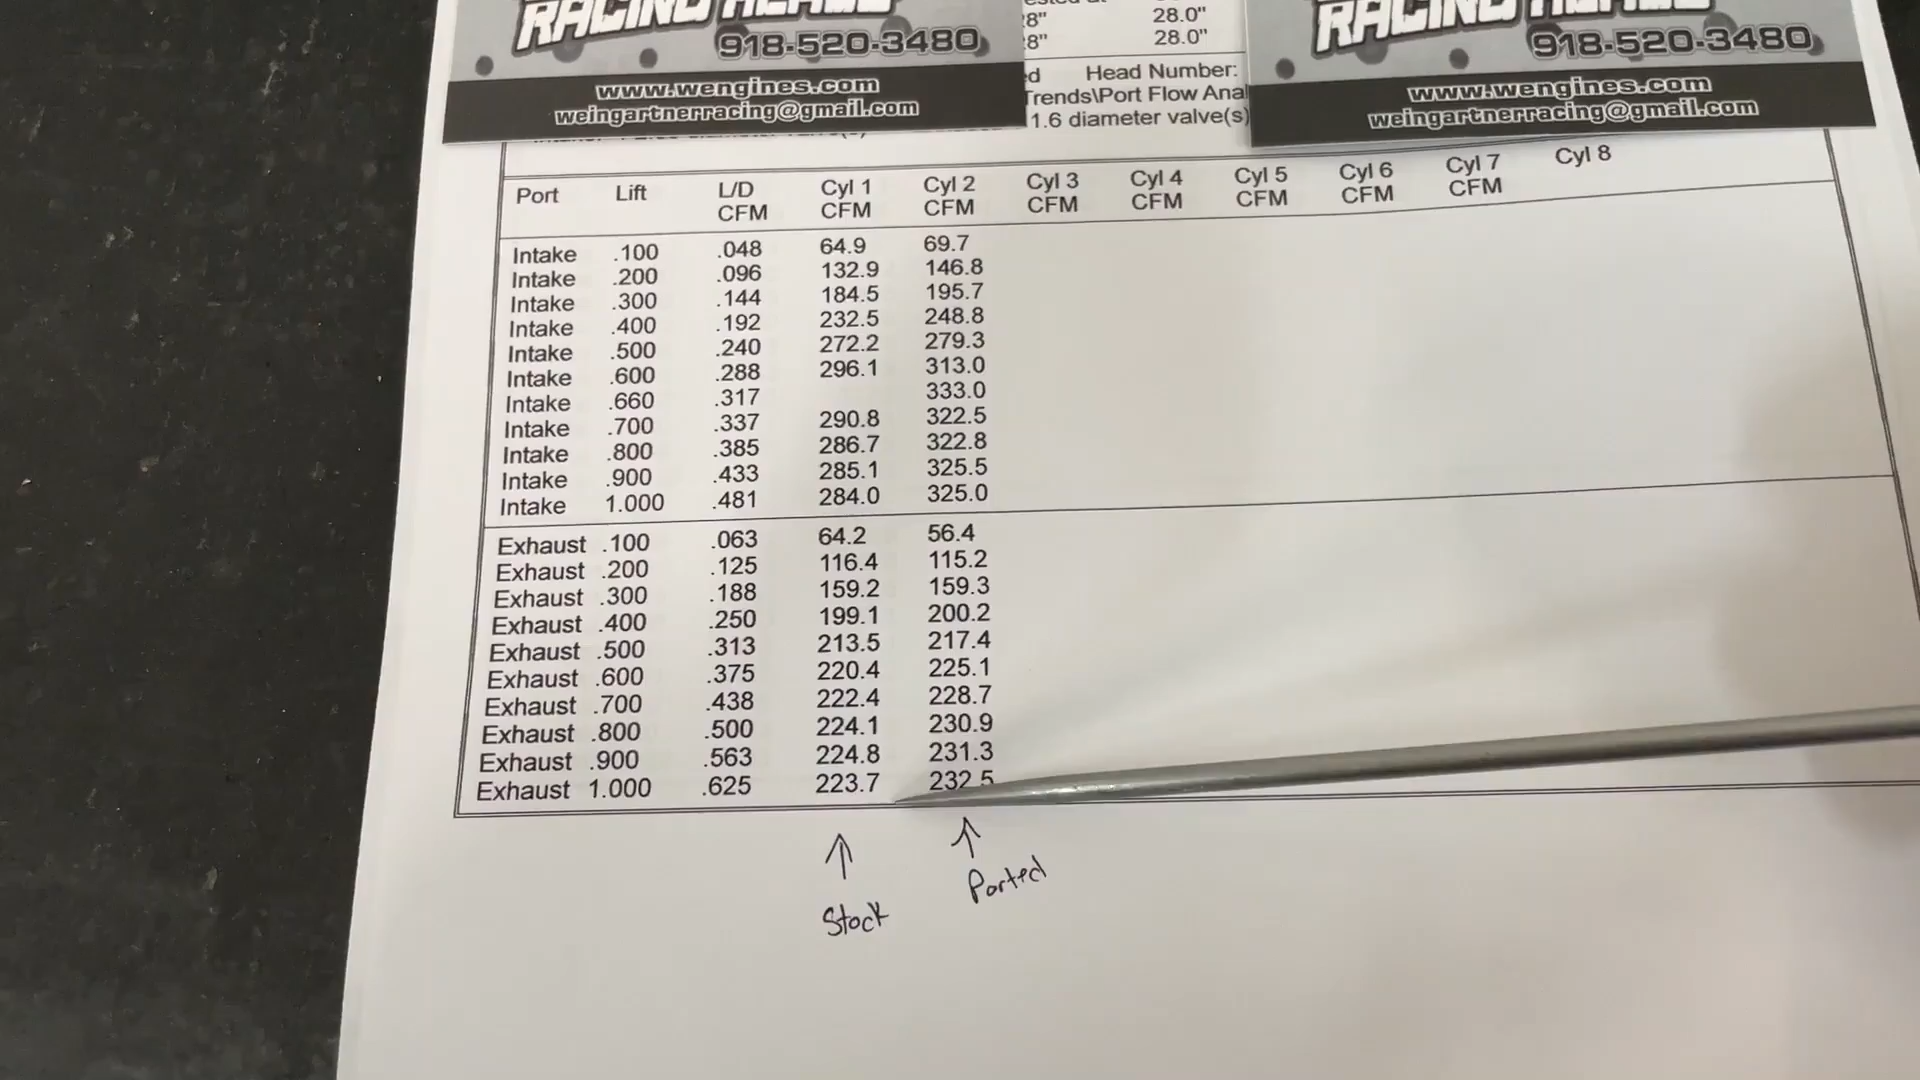 RACING HEADS
918-520-3480
www.wengines.com
weingartnerracing@gmail.com
8" 28.0"
8" 28.0"
Head Number:
Trends\Port Flow Anal
1.6 diameter valve(s)
RACING HEADS
918-520-3480
www.wengines.com
weingartnerracing@gmail.com
Port Lift L/D CFM Cyl 1 CFM Cyl 2 CFM Cyl 3 CFM Cyl 4 CFM Cyl 5 CFM Cyl 6 CFM Cyl 7 CFM Cyl 8
Intake .100 .048 64.9 69.7
Intake .200 .096 132.9 146.8
Intake .300 .144 184.5 195.7
Intake .400 .192 232.5 248.8
Intake .500 .240 272.2 279.3
Intake .600 .288 296.1 313.0
Intake .660 .317 333.0
Intake .700 .337 290.8 322.5
Intake .800 .385 286.7 322.8
Intake .900 .433 285.1 325.5
Intake 1.000 .481 284.0 325.0
Exhaust .100 .063 64.2 56.4
Exhaust .200 .125 116.4 115.2
Exhaust .300 .188 159.2 159.3
Exhaust .400 .250 199.1 200.2
Exhaust .500 .313 213.5 217.4
Exhaust .600 .375 220.4 225.1
Exhaust .700 .438 222.4 228.7
Exhaust .800 .500 224.1 230.9
Exhaust .900 .563 224.8 231.3
Exhaust 1.000 .625 223.7 232.5
Stock Ported